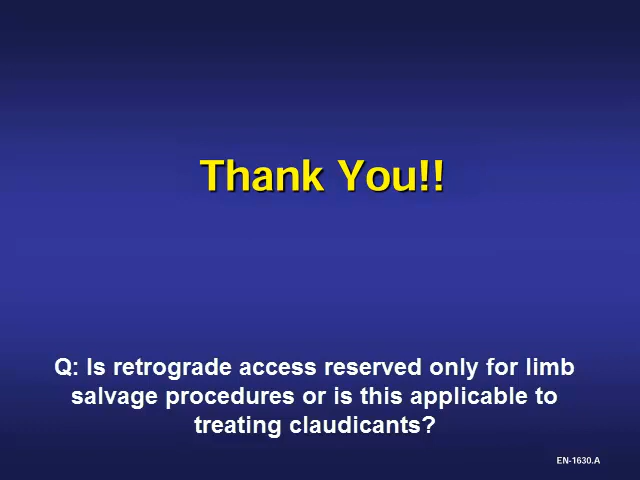 Thank You!!
Q: Is retrograde access reserved only for limb
salvage procedures or is this applicable to
treating claudicants?
EN-1630.A